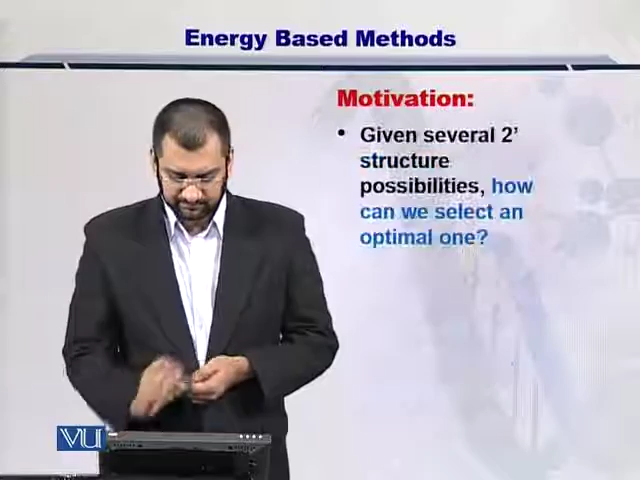 Energy Based Methods
Motivation:
• Given several 2’
structure
possibilities, how
can we select an
optimal one?
VU